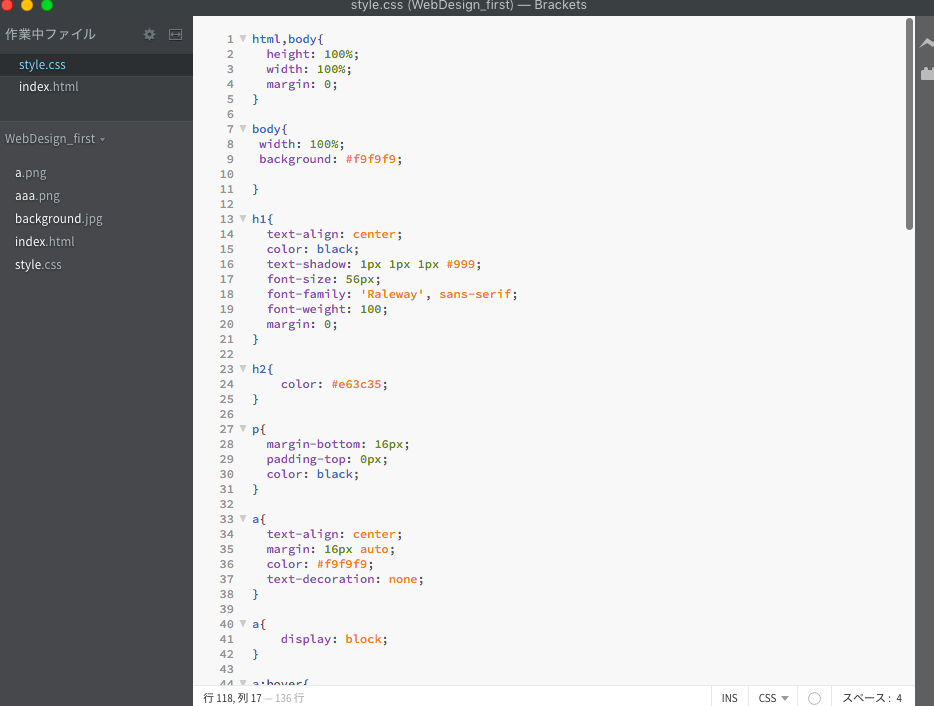 style.css (WebDesign_first) — Brackets
作業中ファイル
style.css
index.html
WebDesign_first
a.png
aaa.png
background.jpg
index.html
style.css
1 html,body{
2 height: 100%;
3 width: 100%;
4 margin: 0;
5 }
6
7 body{
8 width: 100%;
9 background: #f9f9f9;
10
11 }
12
13 h1{
14 text-align: center;
15 color: black;
16 text-shadow: 1px 1px 1px #999;
17 font-size: 56px;
18 font-family: 'Raleway', sans-serif;
19 font-weight: 100;
20 margin: 0;
21 }
22
23 h2{
24 color: #e63c35;
25 }
26
27 p{
28 margin-bottom: 16px;
29 padding-top: 0px;
30 color: black;
31 }
32
33 a{
34 text-align: center;
35 margin: 16px auto;
36 color: #f9f9f9;
37 text-decoration: none;
38 }
39
40 a{
41 display: block;
42 }
43
44 a:hover{
行 118, 列 17 — 136 行
INS
CSS
スペース: 4